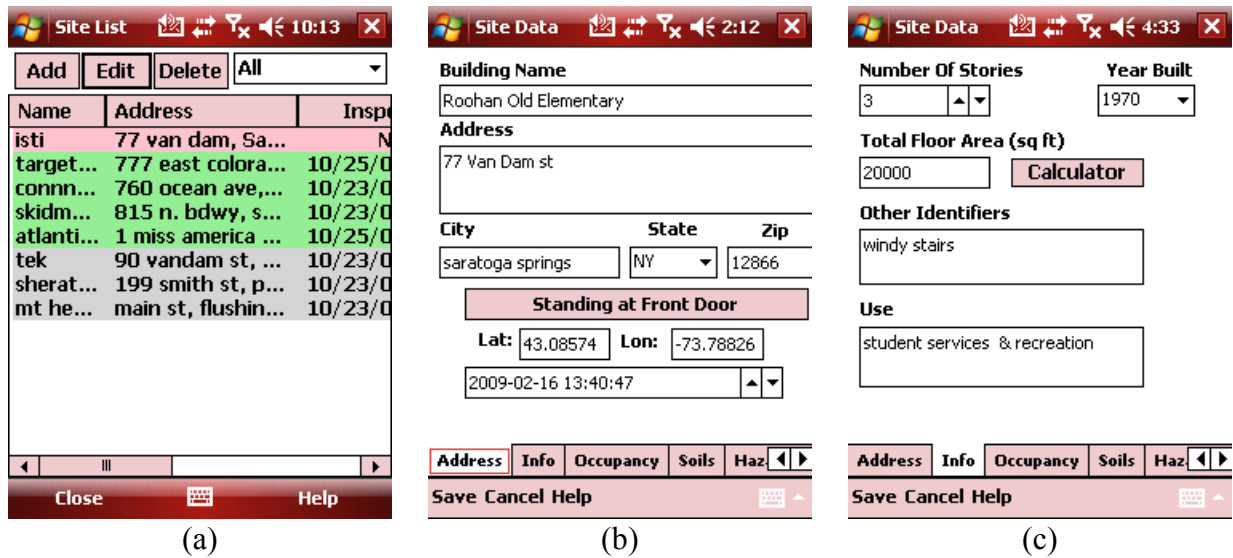 Site List 10:13
Add Edit Delete All
Name Address Inspe
isti 77 van dam, Sa... N
target... 777 east colora... 10/25/0
connn... 760 ocean ave,... 10/23/0
skidm... 815 n. bdwy, s... 10/23/0
atlanti... 1 miss america ... 10/25/0
tek 90 vandam st, ... 10/23/0
sherat... 199 smith st, p... 10/23/0
mt he... main st, flushin... 10/23/0
Close Help
(a)
Site Data 2:12
Building Name
Roohan Old Elementary
Address
77 Van Dam st
City State Zip
saratoga springs NY 12866
Standing at Front Door
Lat: 43.08574 Lon: -73.78826
2009-02-16 13:40:47
Address Info Occupancy Soils Haz
Save Cancel Help
(b)
Site Data 4:33
Number Of Stories Year Built
3 1970
Total Floor Area (sq ft)
20000 Calculator
Other Identifiers
windy stairs
Use
student services & recreation
Address Info Occupancy Soils Haz
Save Cancel Help
(c)